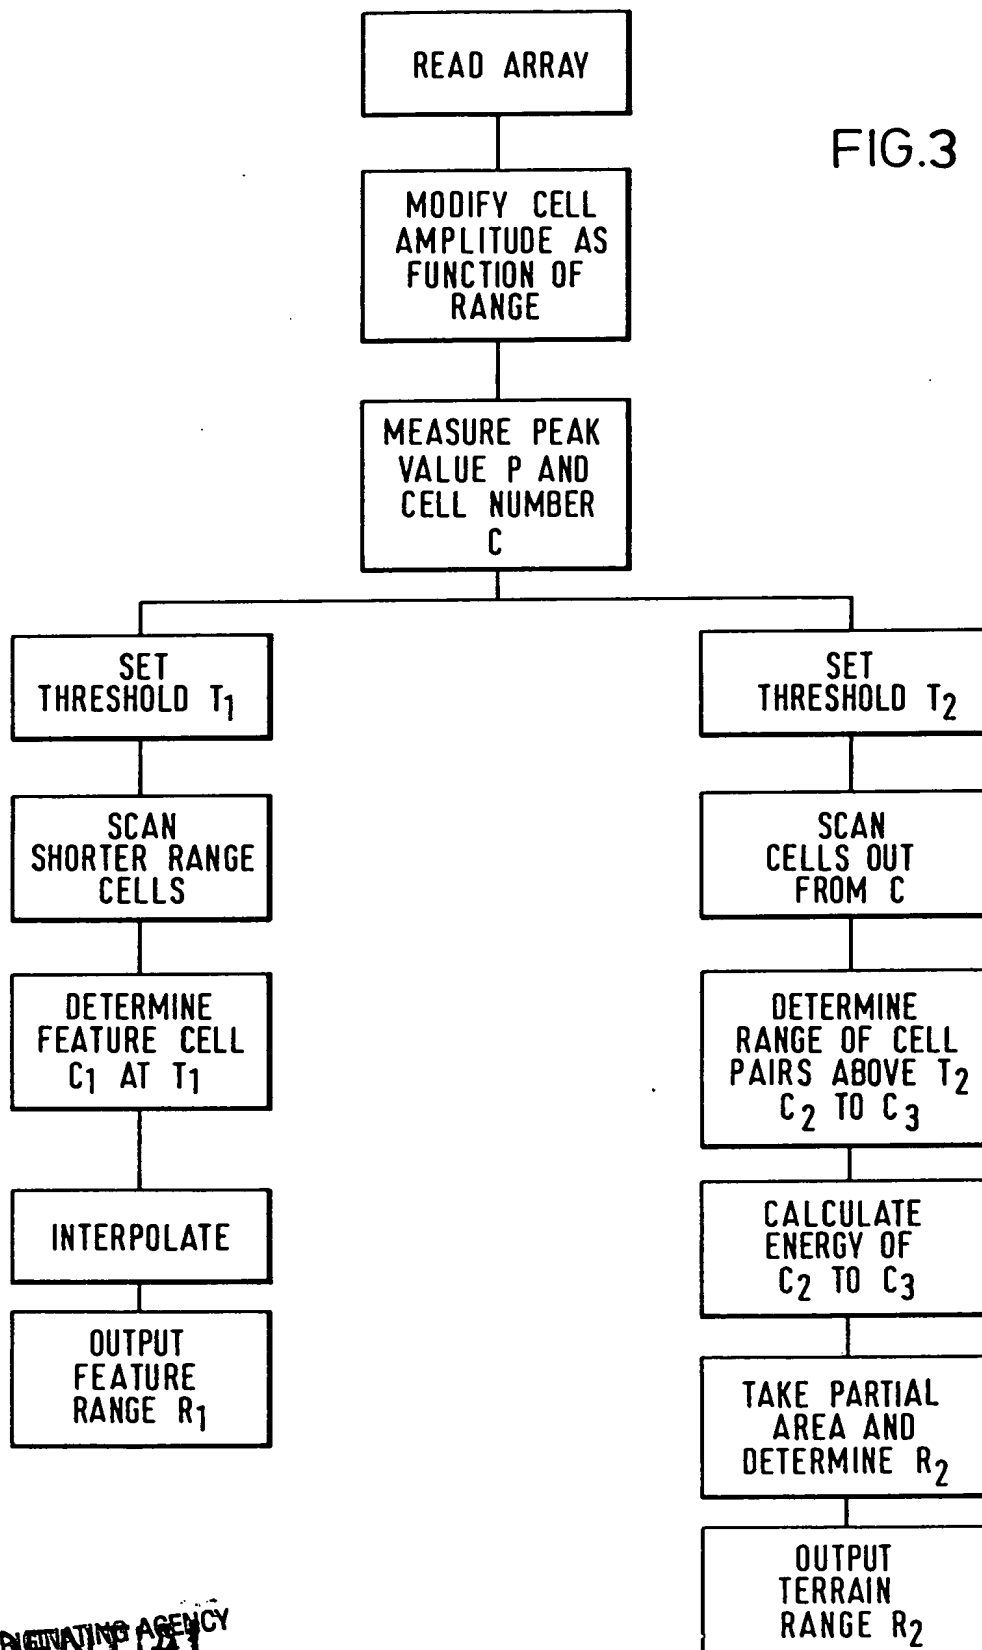 READ ARRAY
FIG.3
MODIFY CELL
AMPLITUDE AS
FUNCTION OF
RANGE
MEASURE PEAK
VALUE P AND
CELL NUMBER
C
SET
THRESHOLD T₁
SCAN
SHORTER RANGE
CELLS
DETERMINE
FEATURE CELL
C₁ AT T₁
INTERPOLATE
OUTPUT
FEATURE
RANGE R₁
SET
THRESHOLD T₂
SCAN
CELLS OUT
FROM C
DETERMINE
RANGE OF CELL
PAIRS ABOVE T₂
C₂ TO C₃
CALCULATE
ENERGY OF
C₂ TO C₃
TAKE PARTIAL
AREA AND
DETERMINE R₂
OUTPUT
TERRAIN
RANGE R₂
AGENCY